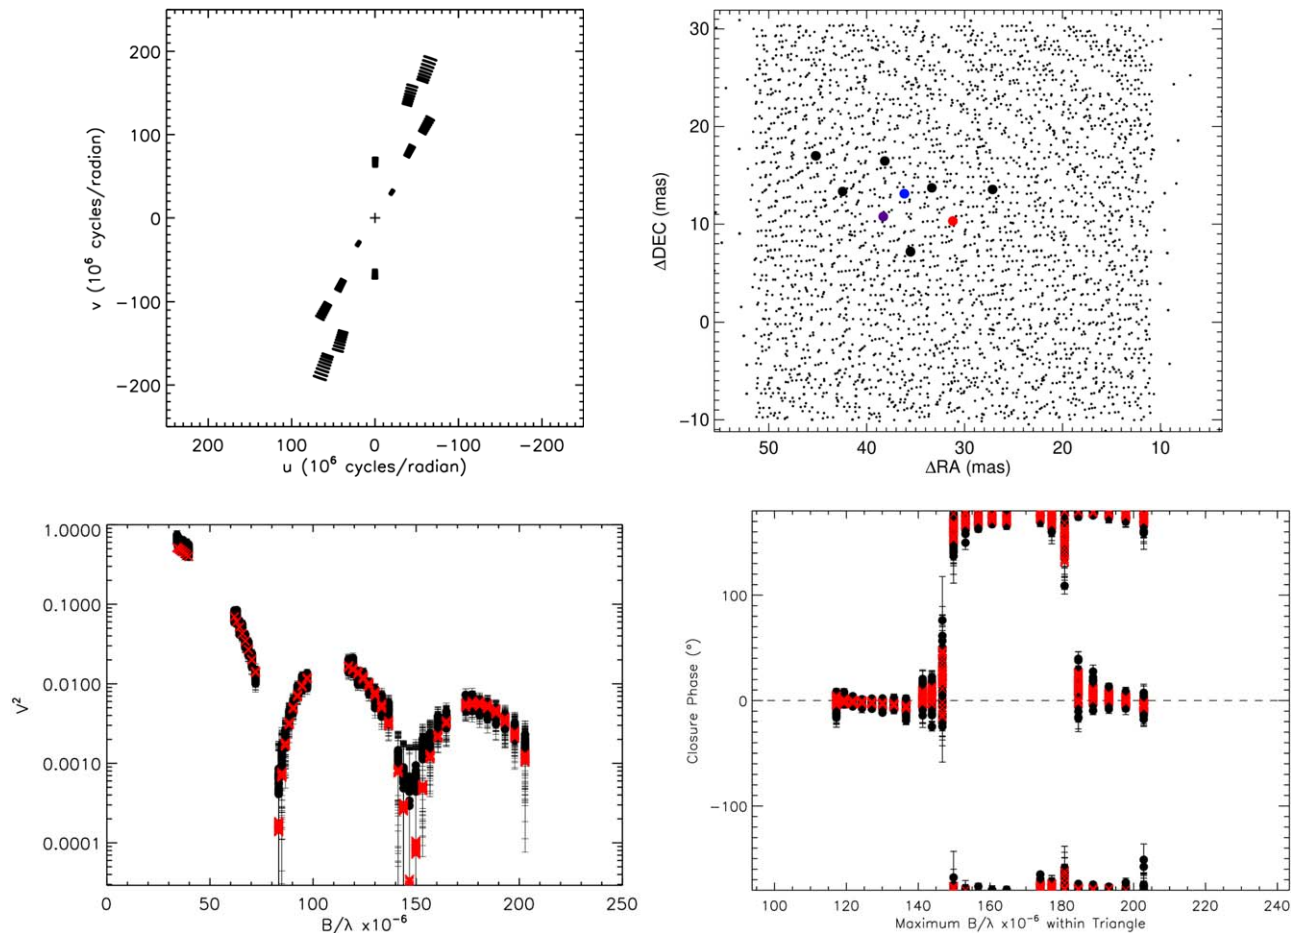 200
100
0
−100
−200
v (10⁶ cycles/radian)
200 100 0 −100 −200
u (10⁶ cycles/radian)
30
20
10
0
−10
ΔDEC (mas)
50 40 30 20 10
ΔRA (mas)
1.0000
0.1000
0.0100
0.0010
0.0001
V²
0 50 100 150 200 250
B/λ x10⁻⁶
100
0
−100
Closure Phase (°)
100 120 140 160 180 200 220 240
Maximum B/λ x10⁻⁶ within Triangle